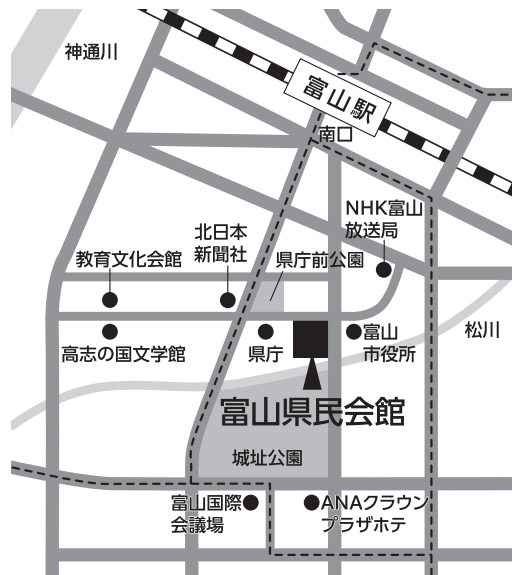 神通川
富山駅
南口
NHK富山
放送局
北日本
新聞社
教育文化会館
県庁前公園
高志の国文学館
県庁
富山
市役所
松川
富山県民会館
城址公園
富山国際
会議場
ANAクラウン
プラザホテ